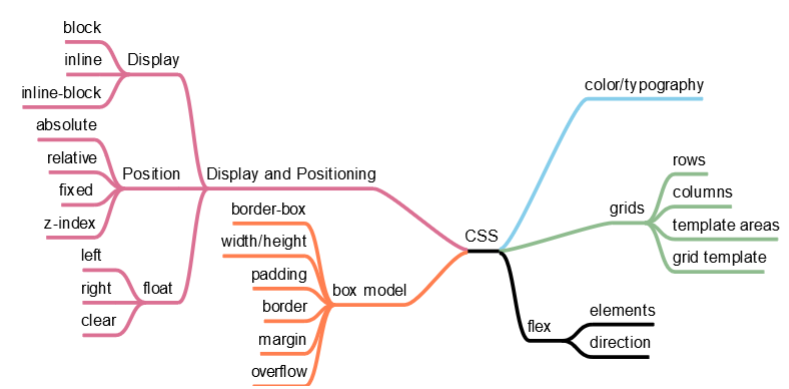 block
inline
Display
inline-block
absolute
relative
Position
fixed
z-index
left
right
float
clear
Display and Positioning
border-box
width/height
padding
box model
border
margin
overflow
CSS
color/typography
rows
columns
grids
template areas
grid template
elements
flex
direction